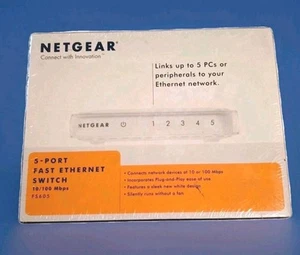 NETGEAR®
Connect with Innovation™
Links up to 5 PCs or
peripherals to your
Ethernet network.
NETGEAR 1 2 3 4 5
5-PORT
FAST ETHERNET
SWITCH
10/100 Mbps
FS605
• Connects network devices at 10 or 100 Mbps
• Incorporates Plug-and-Play ease of use
• Features a sleek new white design
• Silently runs without a fan.